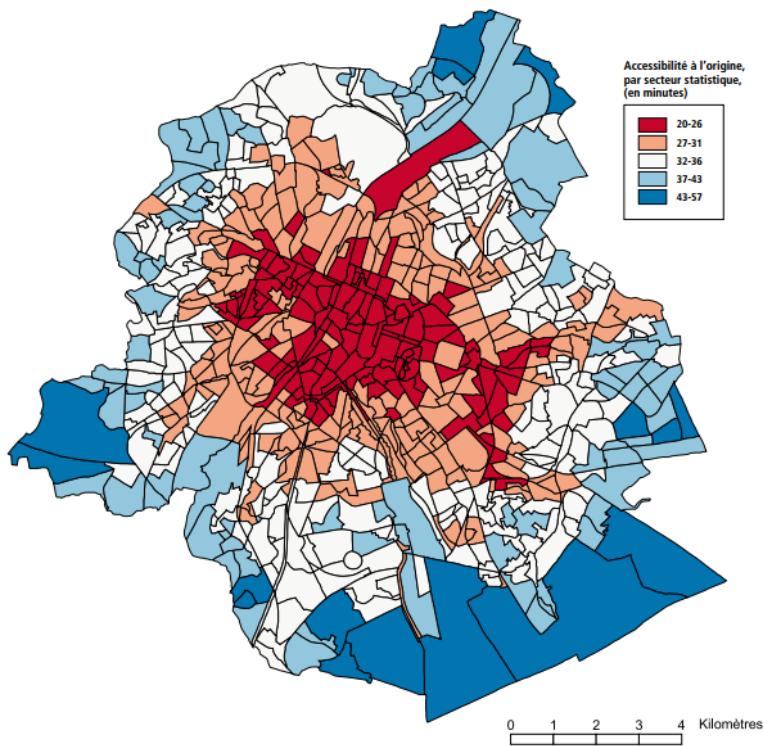 Accessibilité à l'origine,
par secteur statistique,
(en minutes)
20-26
27-31
32-36
37-43
43-57
0 1 2 3 4 Kilomètres